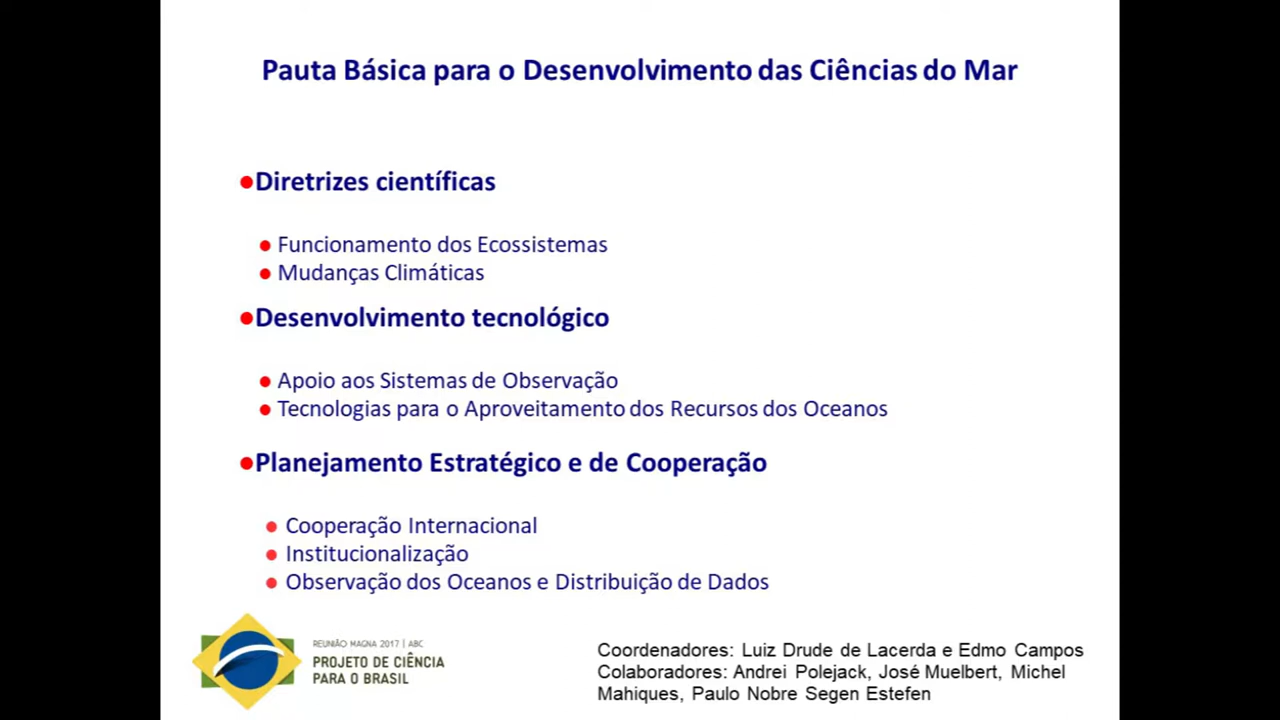 Pauta Básica para o Desenvolvimento das Ciências do Mar
●Diretrizes científicas
● Funcionamento dos Ecossistemas
● Mudanças Climáticas
●Desenvolvimento tecnológico
● Apoio aos Sistemas de Observação
● Tecnologias para o Aproveitamento dos Recursos dos Oceanos
●Planejamento Estratégico e de Cooperação
● Cooperação Internacional
● Institucionalização
● Observação dos Oceanos e Distribuição de Dados
REUNIÃO MAGNA 2017 | ABC
PROJETO DE CIÊNCIA
PARA O BRASIL
Coordenadores: Luiz Drude de Lacerda e Edmo Campos
Colaboradores: Andrei Polejack, José Muelbert, Michel
Mahiques, Paulo Nobre Segen Estefen